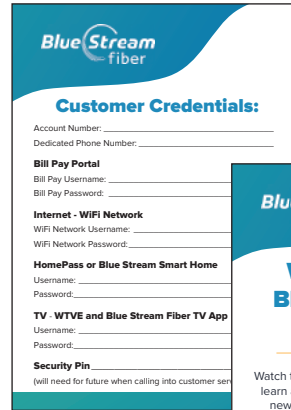 Blue Stream
fiber
Customer Credentials:
Account Number:
Dedicated Phone Number:
Bill Pay Portal
Bill Pay Username:
Bill Pay Password:
Internet - WiFi Network
WiFi Network Username:
WiFi Network Password:
HomePass or Blue Stream Smart Home
Username:
Password:
TV - WTVE and Blue Stream Fiber TV App
Username:
Password:
Security Pin
(will need for future when calling into customer
Watch
learn
new